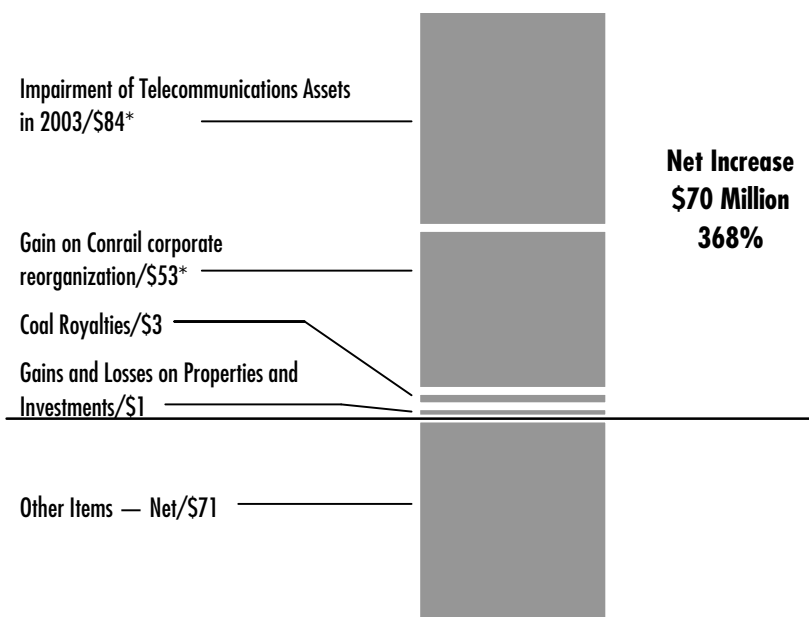 Impairment of Telecommunications Assets
in 2003/$84*
Net Increase
$70 Million
368%
Gain on Conrail corporate
reorganization/$53*
Coal Royalties/$3
Gains and Losses on Properties and
Investments/$1
Other Items — Net/$71